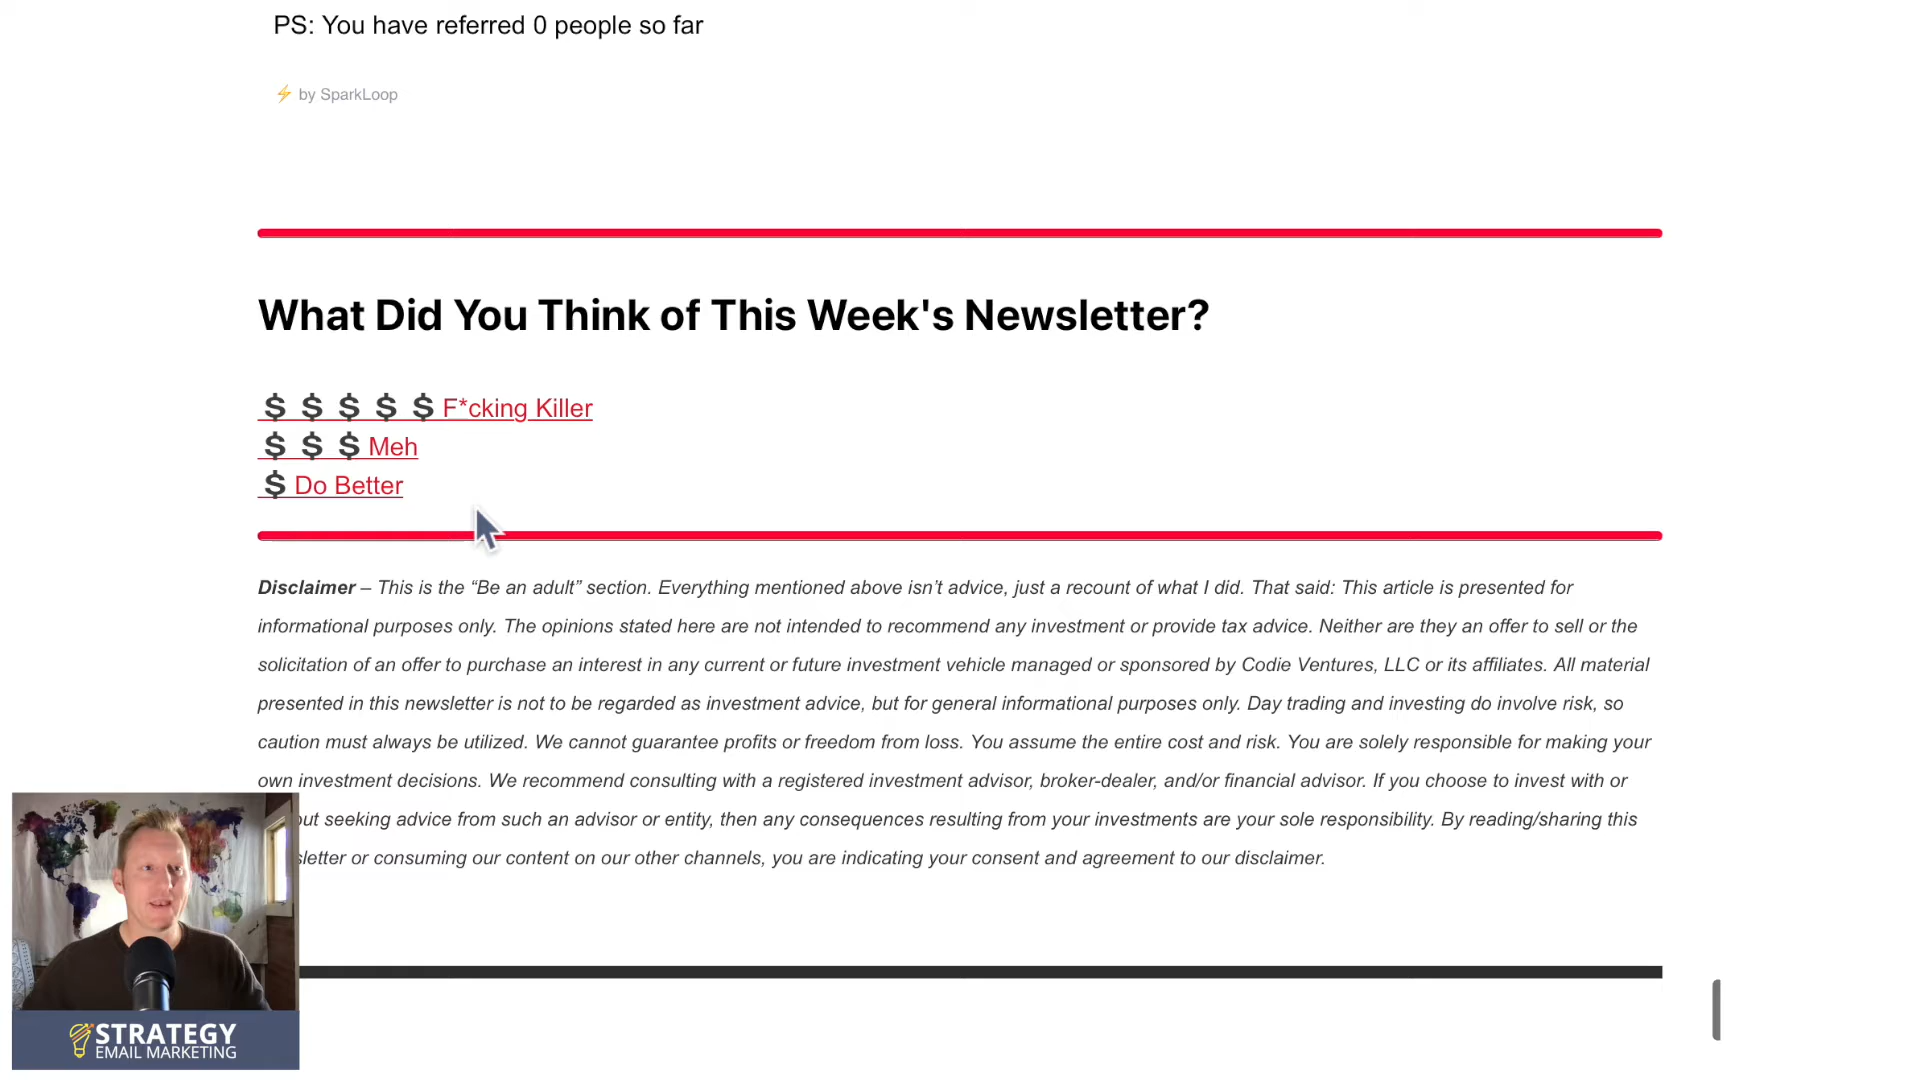 PS: You have referred 0 people so far
⚡ by SparkLoop
What Did You Think of This Week's Newsletter?
$ $ $ $ $ F*cking Killer
$ $ $ Meh
$ Do Better
Disclaimer – This is the “Be an adult” section. Everything mentioned above isn’t advice, just a recount of what I did. That said: This article is presented for
informational purposes only. The opinions stated here are not intended to recommend any investment or provide tax advice. Neither are they an offer to sell or the
solicitation of an offer to purchase an interest in any current or future investment vehicle managed or sponsored by Codie Ventures, LLC or its affiliates. All material
presented in this newsletter is not to be regarded as investment advice, but for general informational purposes only. Day trading and investing do involve risk, so
caution must always be utilized. We cannot guarantee profits or freedom from loss. You assume the entire cost and risk. You are solely responsible for making your
own investment decisions. We recommend consulting with a registered investment advisor, broker-dealer, and/or financial advisor. If you choose to invest with or
out seeking advice from such an advisor or entity, then any consequences resulting from your investments are your sole responsibility. By reading/sharing this
sletter or consuming our content on our other channels, you are indicating your consent and agreement to our disclaimer.
STRATEGY
EMAIL MARKETING